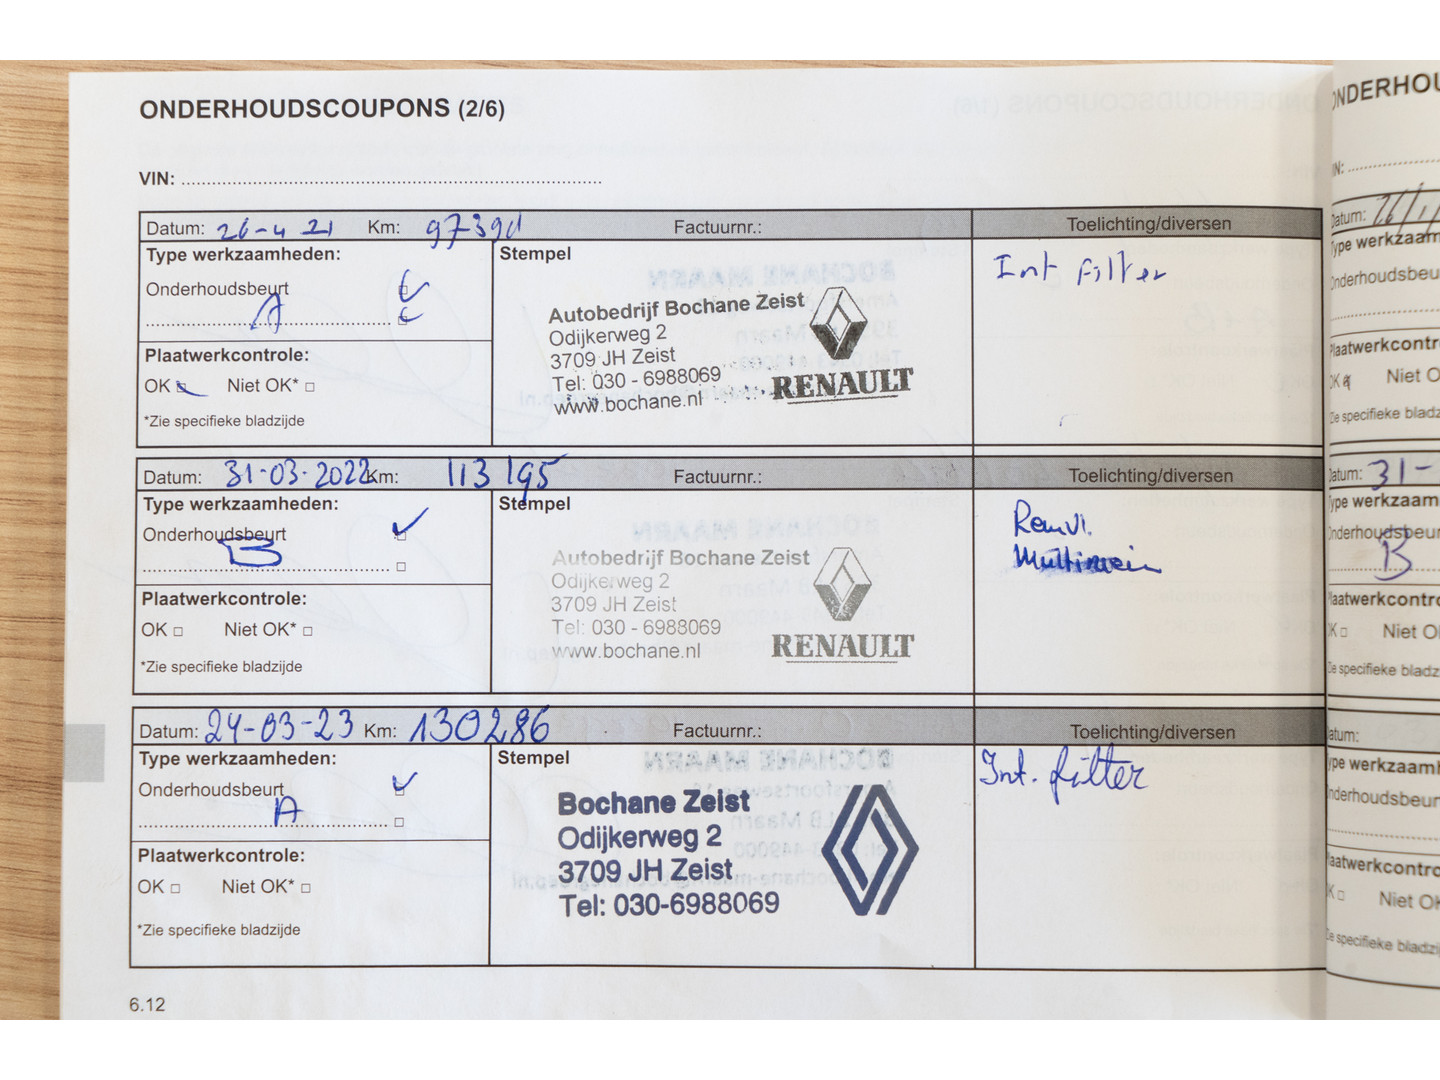 ONDERHOUDSCOUPONS (2/6)
VIN:
Datum: 26-4 21 Km: Factuurnr.: Toelichting/diversen
Type werkzaamheden: Stempel
Int filter
Onderhoudsbeurt
A
Autobedrijf Bochane Zeist
Odijkerweg 2
3709 JH Zeist
Tel: 030 - 6988069
www.bochane.nl
RENAULT
Plaatwerkcontrole:
OK Niet OK*
*Zie specifieke bladzijde
Datum: 31-03-2022 Km: 113195 Factuurnr.: Toelichting/diversen
Type werkzaamheden: Stempel
Remvl.
Onderhoudsbeurt
B
Autobedrijf Bochane Zeist
Odijkerweg 2
3709 JH Zeist
Tel: 030 - 6988069
www.bochane.nl
RENAULT
Plaatwerkcontrole:
OK Niet OK*
*Zie specifieke bladzijde
Datum: 24-03-23 Km: 130286 Factuurnr.: Toelichting/diversen
Type werkzaamheden: Stempel
Int. filter
Onderhoudsbeurt
A
Bochane Zeist
Odijkerweg 2
3709 JH Zeist
Tel: 030-6988069
Plaatwerkcontrole:
OK Niet OK*
*Zie specifieke bladzijde
6.12